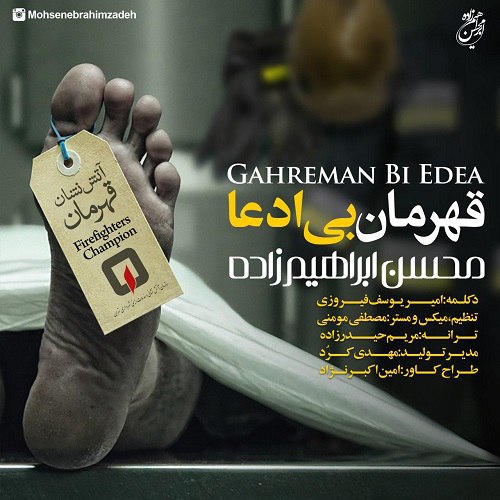 Mohsenebrahimzadeh
آتش نشان
قهرمان
Firefighters
Champion
GAHREMAN BI EDEA
قهرمان بی ادعا
محسن ابراهیم زاده
دکلمه:امیر یوسف فیروزی
تنظیم،میکس و مستر:مصطفی مومنی
ترانه:مریم حیدرزاده
مدیر تولید:مهدی کرد
طراح کاور:امین اکبرنژاد